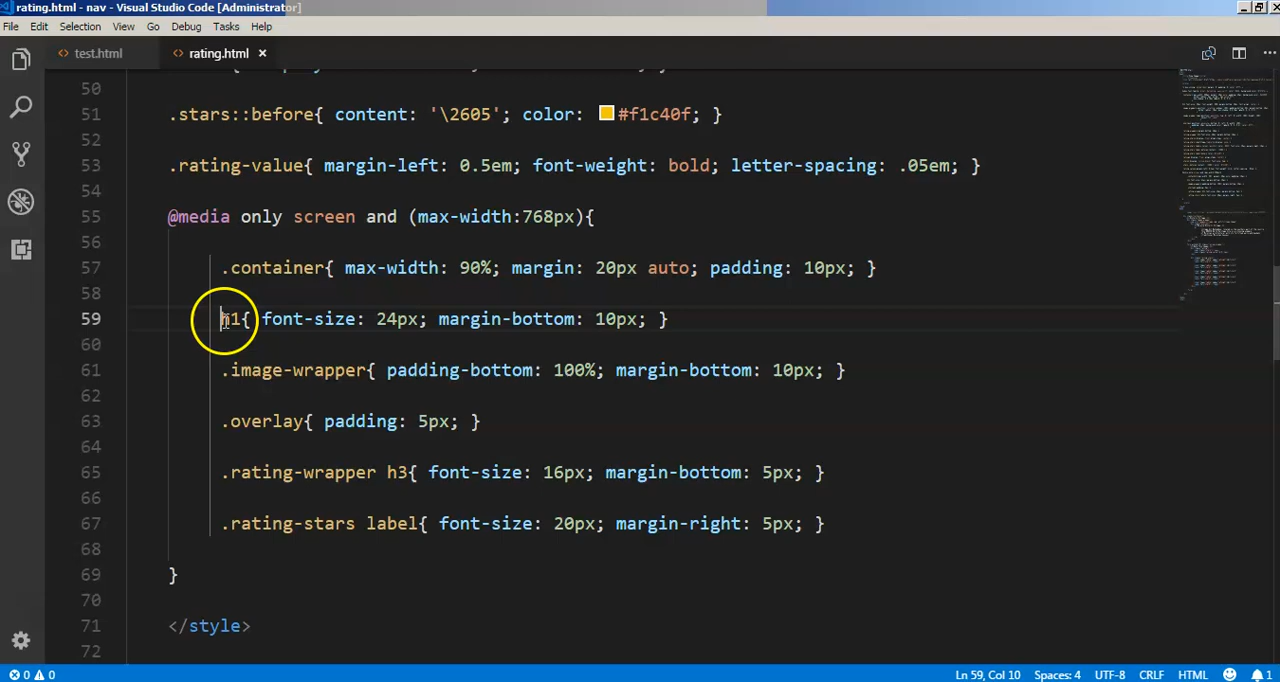 rating.html - nav - Visual Studio Code [Administrator]
File Edit Selection View Go Debug Tasks Help
test.html rating.html
50
51 .stars::before{ content: '\2605'; color: #f1c40f; }
52
53 .rating-value{ margin-left: 0.5em; font-weight: bold; letter-spacing: .05em; }
54
55 @media only screen and (max-width:768px){
56
57 .container{ max-width: 90%; margin: 20px auto; padding: 10px; }
58
59 h1{ font-size: 24px; margin-bottom: 10px; }
60
61 .image-wrapper{ padding-bottom: 100%; margin-bottom: 10px; }
62
63 .overlay{ padding: 5px; }
64
65 .rating-wrapper h3{ font-size: 16px; margin-bottom: 5px; }
66
67 .rating-stars label{ font-size: 20px; margin-right: 5px; }
68
69 }
70
71 </style>
72
0 0 Ln 59, Col 10 Spaces: 4 UTF-8 CRLF HTML 1